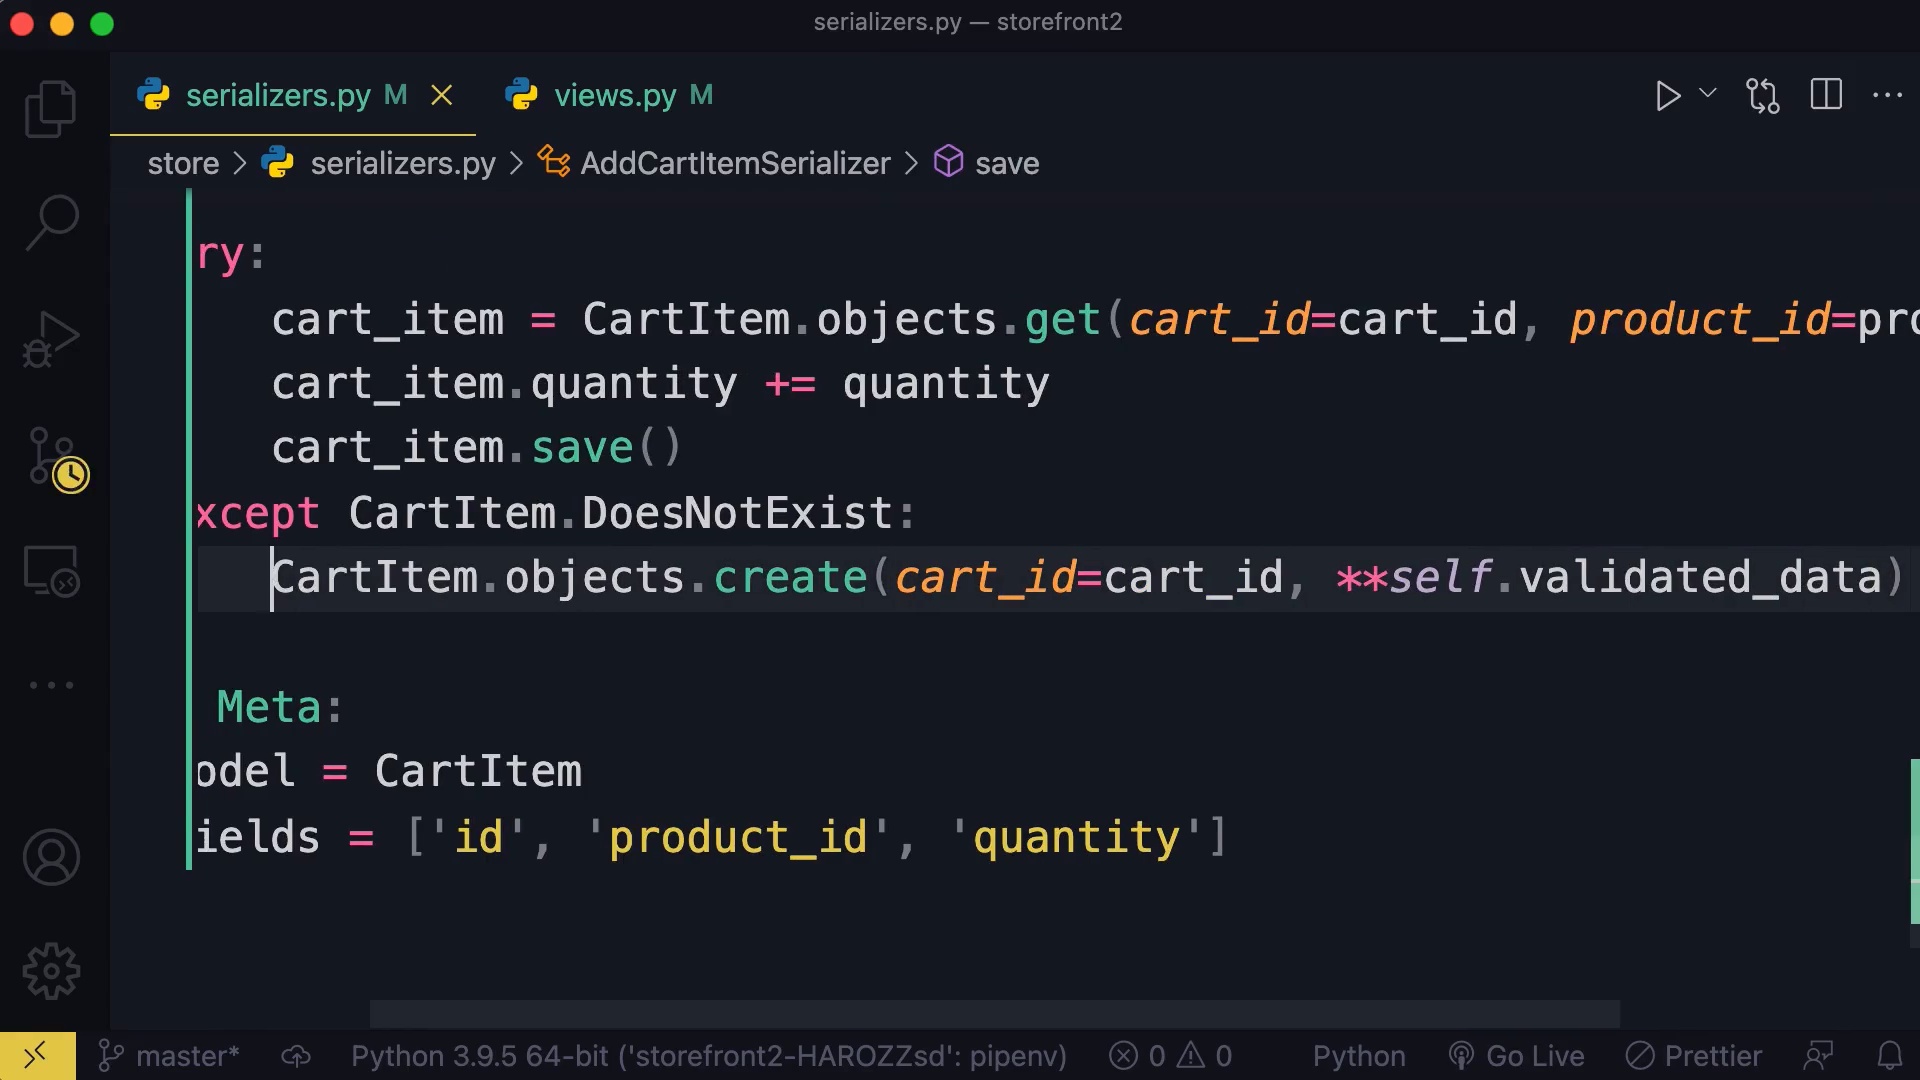 serializers.py — storefront2
serializers.py M views.py M
store > serializers.py > AddCartItemSerializer > save
ry:
cart_item = CartItem.objects.get(cart_id=cart_id, product_id=pro
cart_item.quantity += quantity
cart_item.save()
xcept CartItem.DoesNotExist:
CartItem.objects.create(cart_id=cart_id, **self.validated_data)
Meta:
odel = CartItem
ields = ['id', 'product_id', 'quantity']
master* Python 3.9.5 64-bit ('storefront2-HAROZZsd': pipenv) 0 0 Python Go Live Prettier